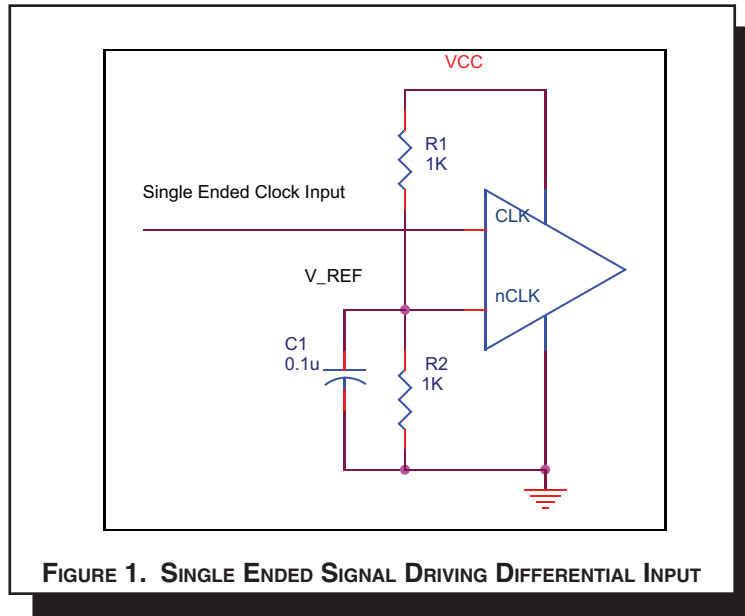 VCC
R1
1K
Single Ended Clock Input
CLK
V_REF
nCLK
C1
0.1u
R2
1K
FIGURE 1. SINGLE ENDED SIGNAL DRIVING DIFFERENTIAL INPUT